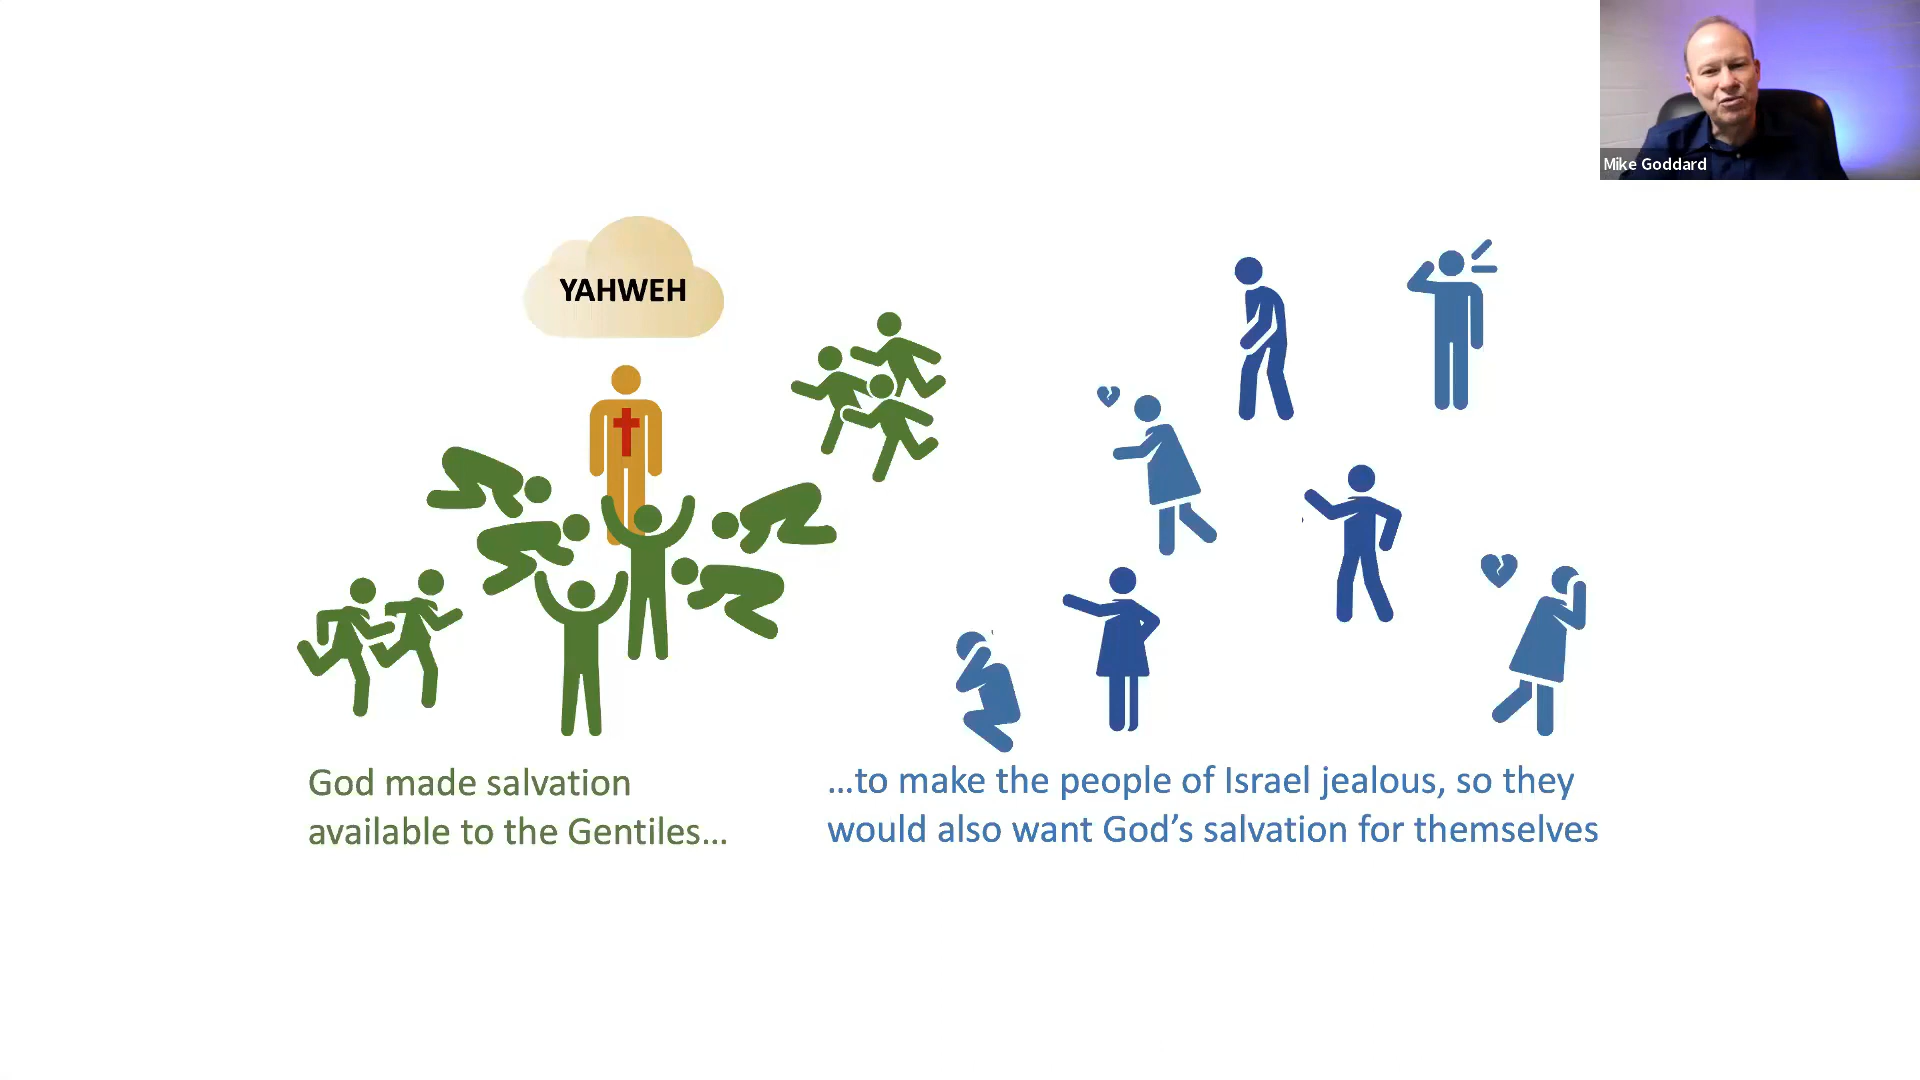 Mike Goddard
YAHWEH
God made salvation
available to the Gentiles…
…to make the people of Israel jealous, so they
would also want God’s salvation for themselves